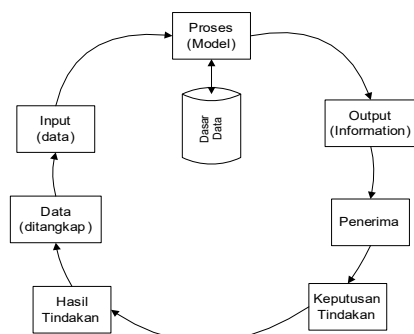 Proses
(Model)
Input
(data)
Dasar
Data
Output
(Information)
Data
(ditangkap)
Penerima
Hasil
Tindakan
Keputusan
Tindakan